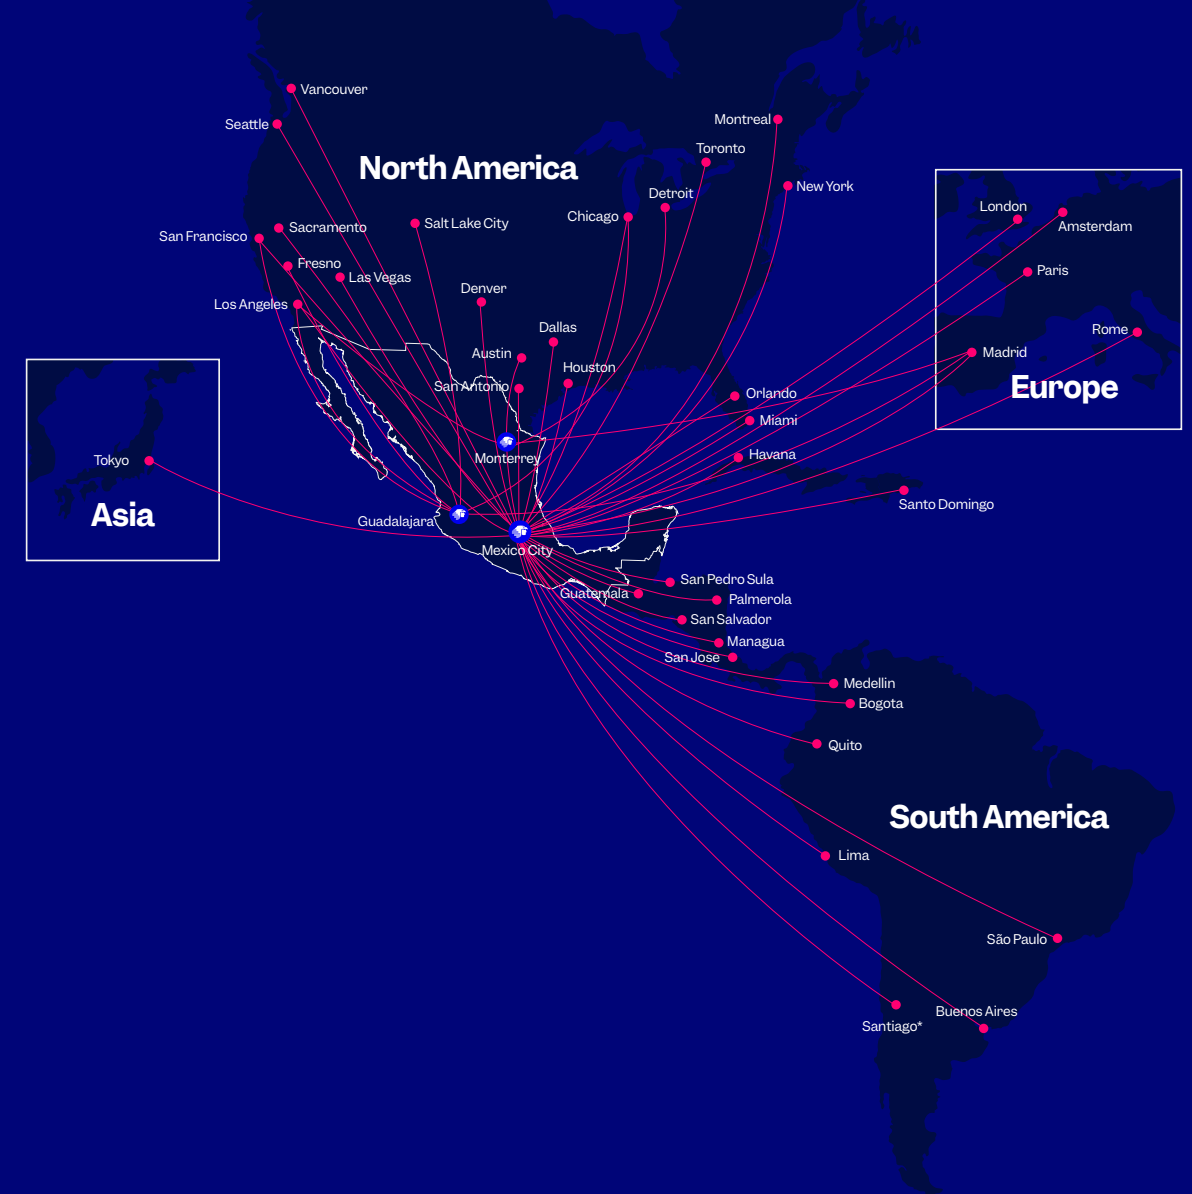 Vancouver
Seattle
Montreal
Toronto
North America
New York
Detroit
London
Chicago
Salt Lake City
Amsterdam
Sacramento
San Francisco
Fresno
Paris
Las Vegas
Denver
Los Angeles
Dallas
Rome
Austin
Madrid
Houston
San Antonio
Europe
Orlando
Miami
Havana
Monterrey
Tokyo
Santo Domingo
Asia
Guadalajara
Mexico City
San Pedro Sula
Guatemala
Palmerola
San Salvador
Managua
San Jose
Medellin
Bogota
Quito
South America
Lima
São Paulo
Buenos Aires
Santiago*